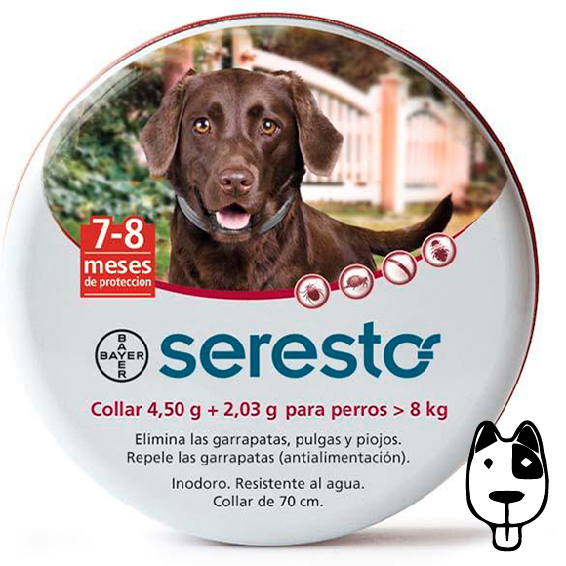 7-8
meses
de proteccion
BAYER
BAYER
seresto
Collar 4,50 g + 2,03 g para perros > 8 kg
Elimina las garrapatas, pulgas y piojos.
Repele las garrapatas (antialimentación).
Inodoro. Resistente al agua.
Collar de 70 cm.